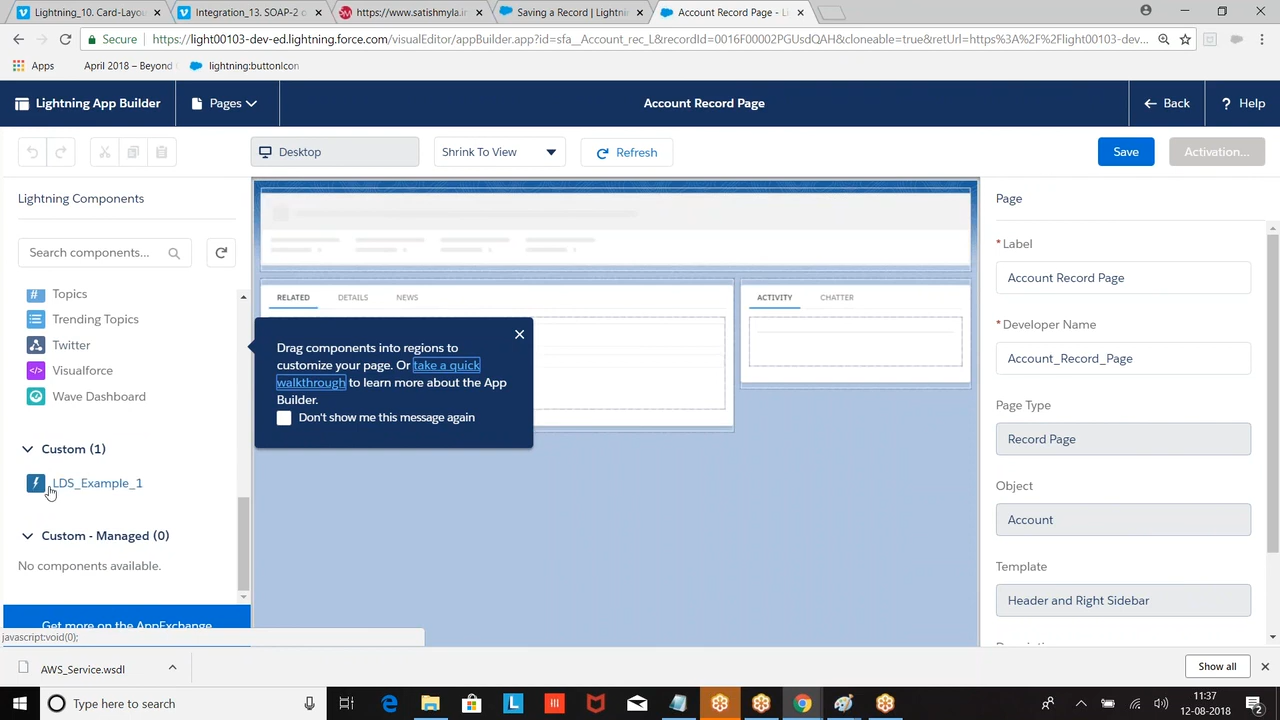 Lightning_10. Card-Layou
Integration_13. SOAP-2 c
https://www.satishmyla.i
Saving a Record | Lightnin
Account Record Page - Li
Secure
https://light00103-dev-ed.lightning.force.com/visualEditor/appBuilder.app?id=sfa__Account_rec_L&recordId=0016F00002PGUsdQAH&cloneable=true&retUrl=https%3A%2F%2Flight00103-dev...
Apps
April 2018 – Beyond
lightning:buttonIcon
Lightning App Builder
Pages
Account Record Page
Back
? Help
Desktop
Shrink To View
Refresh
Save
Activation...
Lightning Components
Search components...
Topics
Trending Topics
Twitter
Visualforce
Wave Dashboard
Custom (1)
LDS_Example_1
Custom - Managed (0)
No components available.
Get more on the AppExchange
javascript:void(0);
RELATED
DETAILS
NEWS
ACTIVITY
CHATTER
Drag components into regions to
customize your page. Or take a quick
walkthrough to learn more about the App
Builder.
Don't show me this message again
Page
* Label
Account Record Page
* Developer Name
Account_Record_Page
Page Type
Record Page
Object
Account
Template
Header and Right Sidebar
AWS_Service.wsdl
Show all
Type here to search
11:37
12-08-2018
2